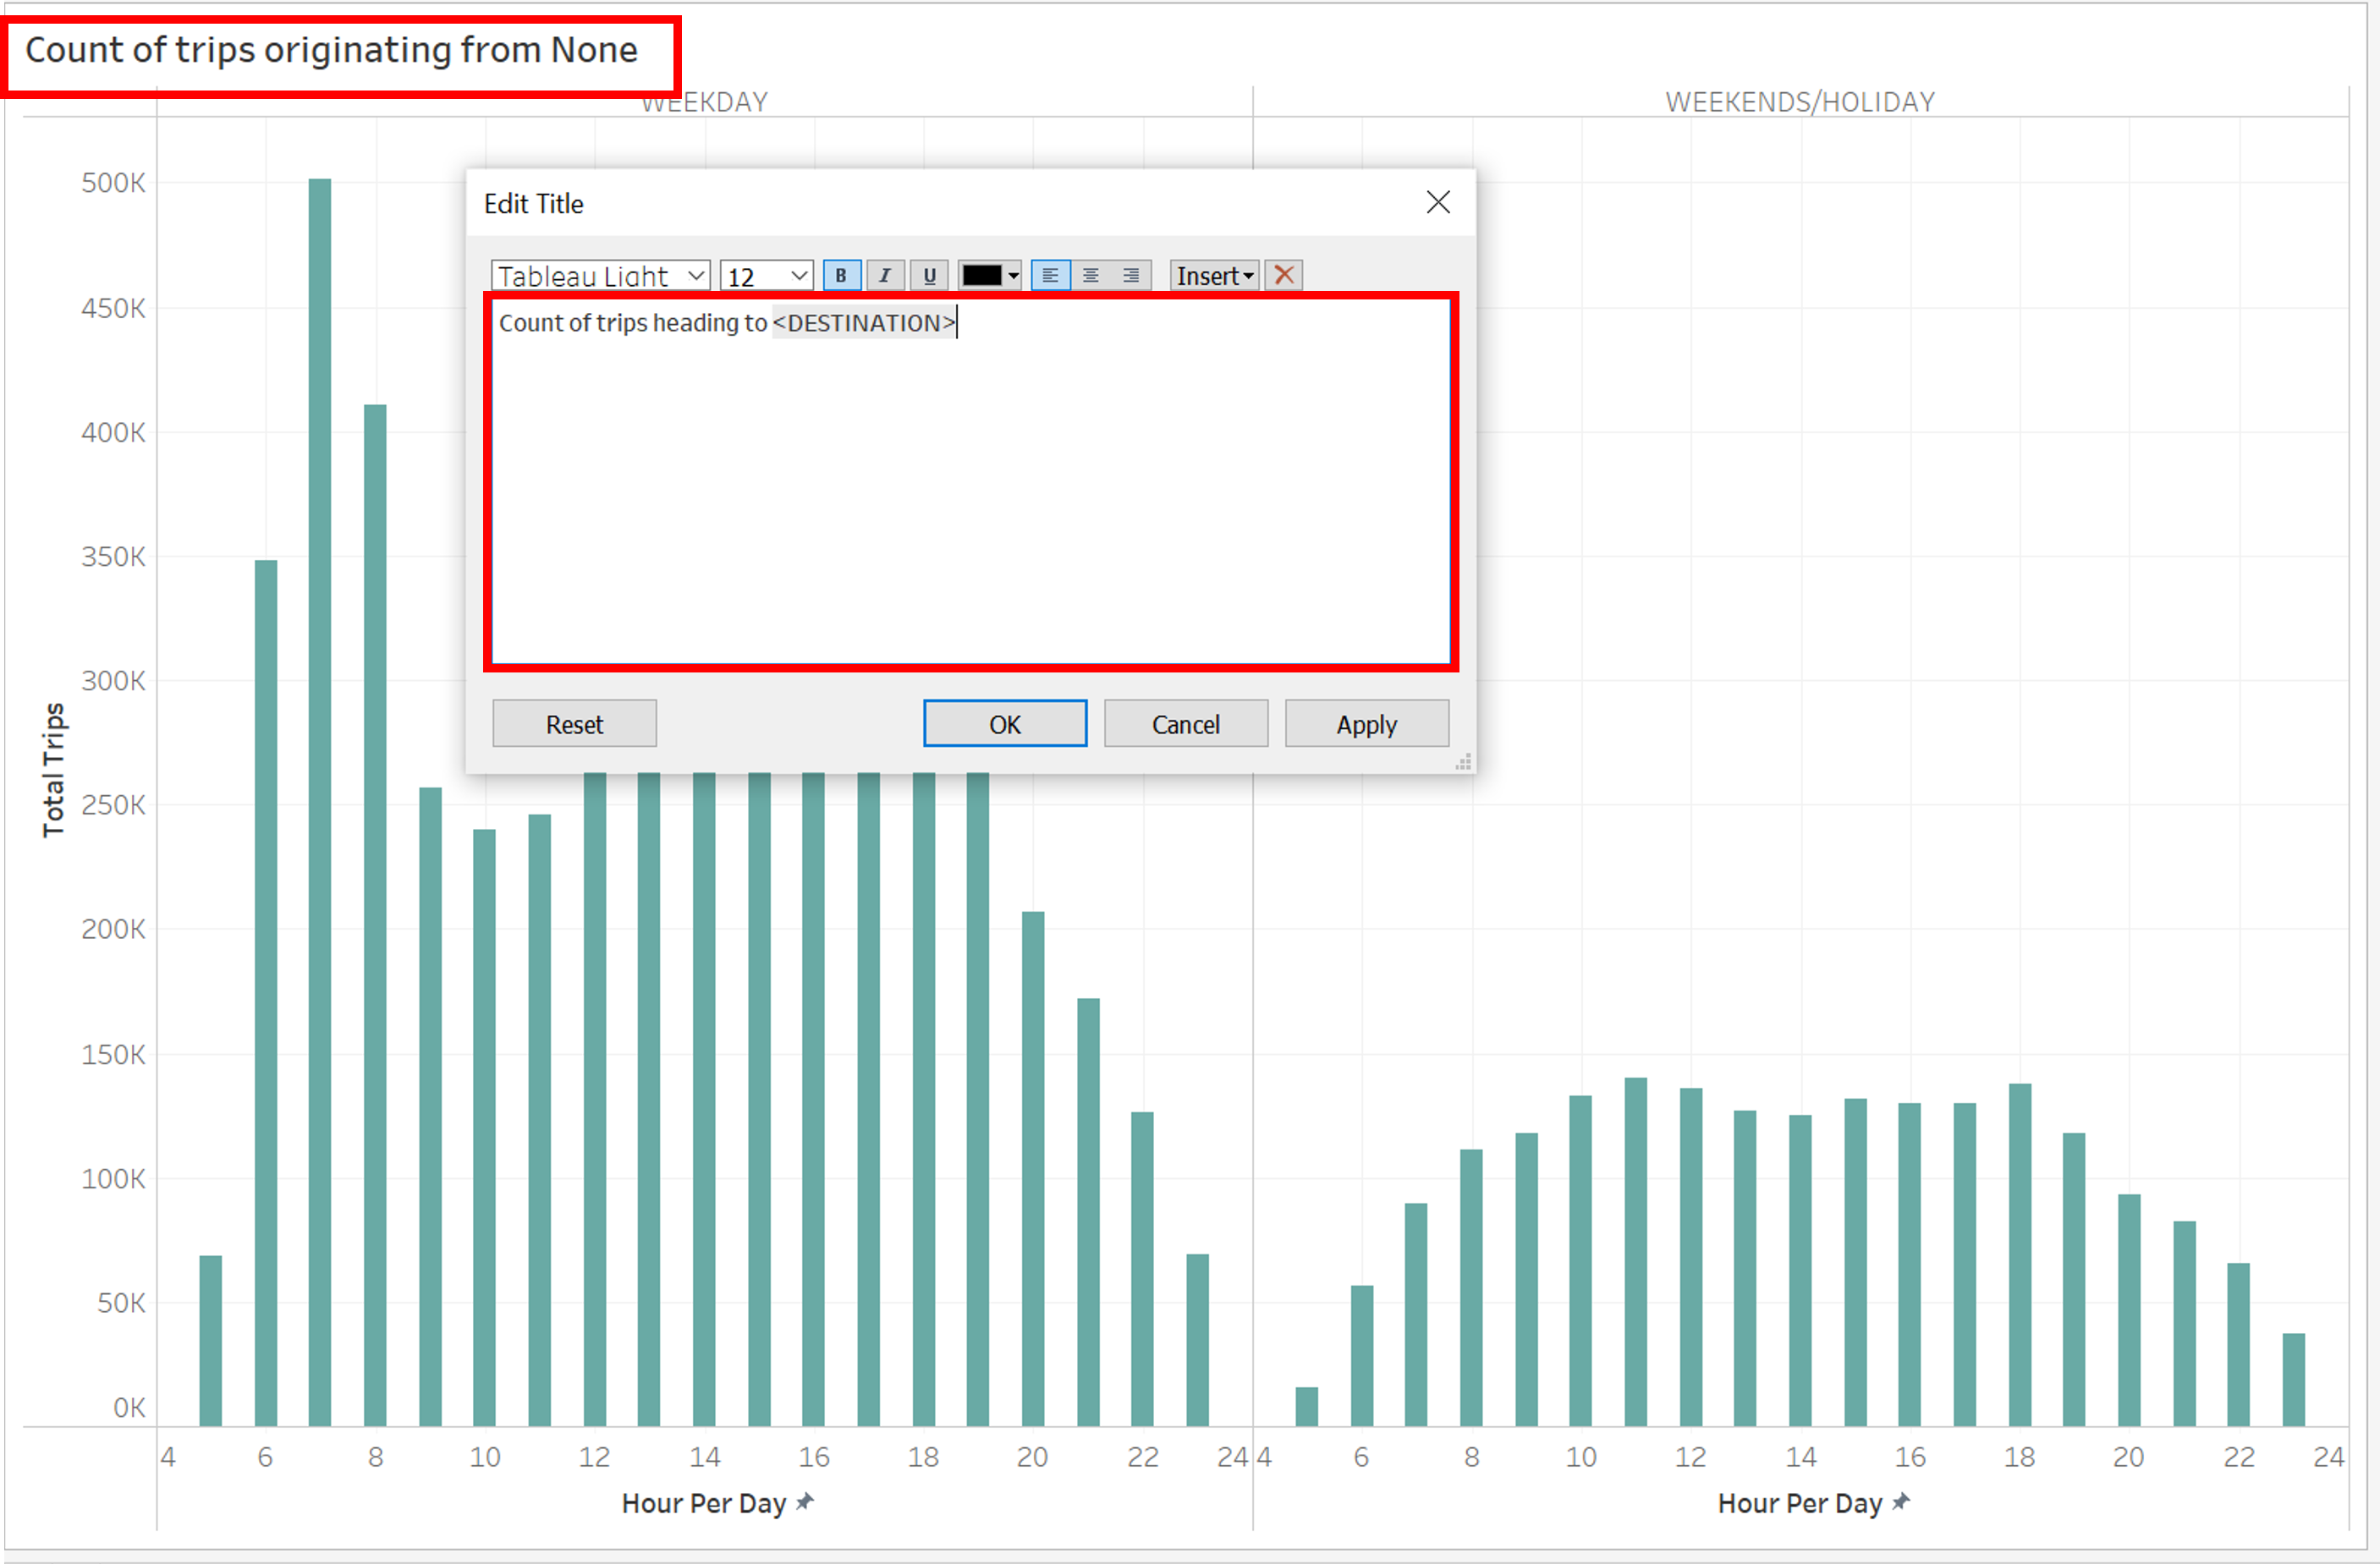 Count of trips originating from None
WEEKDAY
WEEKENDS/HOLIDAY
Edit Title
Tableau Light
12
B
I
U
Insert
Count of trips heading to <DESTINATION>
Reset
OK
Cancel
Apply
Total Trips
500K
450K
400K
350K
300K
250K
200K
150K
100K
50K
0K
4 6 8 10 12 14 16 18 20 22 24
4 6 8 10 12 14 16 18 20 22 24
Hour Per Day
Hour Per Day